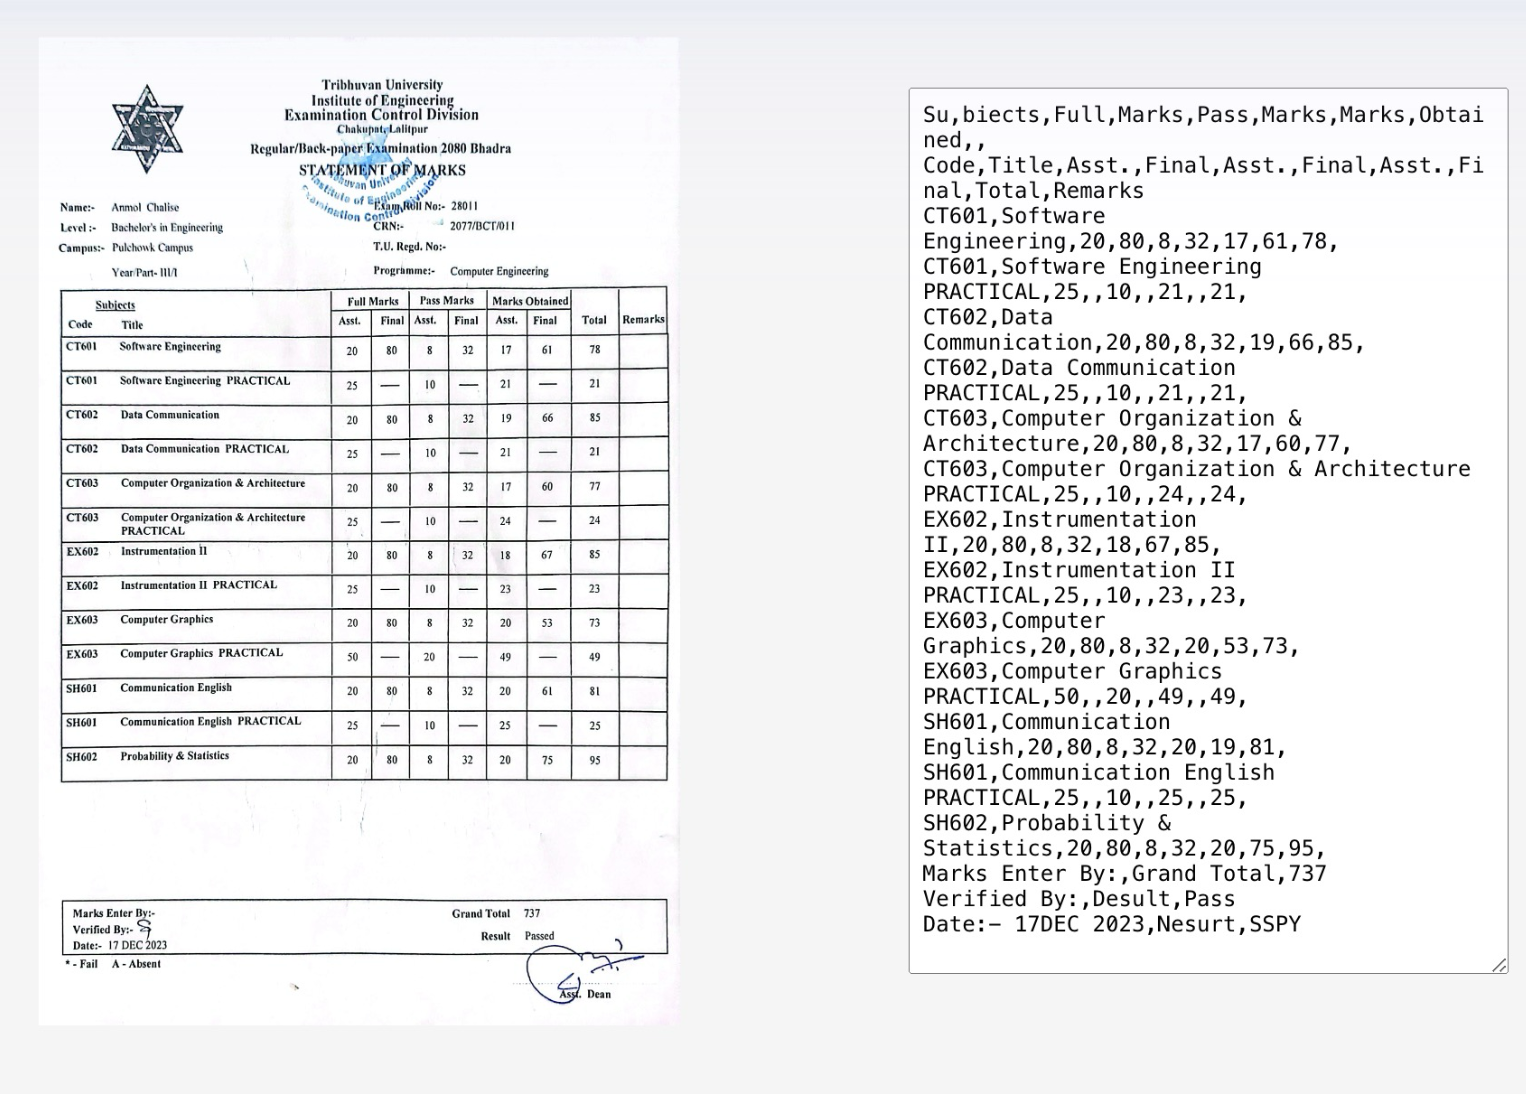 Tribhuvan University
Institute of Engineering
Examination Control Division
Chakupat, Lalitpur
Regular/Back-paper Examination 2080 Bhadra
STATEMENT OF MARKS
Tribhuvan University
Institute of Engineering
Examination Control Division
Name:- Anmol Chalise Exam Roll No:- 28011
Level :- Bachelor's in Engineering CRN:- 2077/BCT/011
Campus:- Pulchowk Campus T.U. Regd. No:-
Year/Part- III/I Programme:- Computer Engineering
Subjects Full Marks Pass Marks Marks Obtained
Code Title Asst. Final Asst. Final Asst. Final Total Remarks
CT601 Software Engineering 20 80 8 32 17 61 78
CT601 Software Engineering PRACTICAL 25 — 10 — 21 — 21
CT602 Data Communication 20 80 8 32 19 66 85
CT602 Data Communication PRACTICAL 25 — 10 — 21 — 21
CT603 Computer Organization & Architecture 20 80 8 32 17 60 77
CT603 Computer Organization & Architecture 25 — 10 — 24 — 24
PRACTICAL
EX602 Instrumentation II 20 80 8 32 18 67 85
EX602 Instrumentation II PRACTICAL 25 — 10 — 23 — 23
EX603 Computer Graphics 20 80 8 32 20 53 73
EX603 Computer Graphics PRACTICAL 50 — 20 — 49 — 49
SH601 Communication English 20 80 8 32 20 61 81
SH601 Communication English PRACTICAL 25 — 10 — 25 — 25
SH602 Probability & Statistics 20 80 8 32 20 75 95
Marks Enter By:- Grand Total 737
Verified By:- Result Passed
Date:- 17 DEC 2023
* - Fail A - Absent
Asst. Dean
Su,biects,Full,Marks,Pass,Marks,Marks,Obtai
ned,,
Code,Title,Asst.,Final,Asst.,Final,Asst.,Fi
nal,Total,Remarks
CT601,Software
Engineering,20,80,8,32,17,61,78,
CT601,Software Engineering
PRACTICAL,25,,10,,21,,21,
CT602,Data
Communication,20,80,8,32,19,66,85,
CT602,Data Communication
PRACTICAL,25,,10,,21,,21,
CT603,Computer Organization &
Architecture,20,80,8,32,17,60,77,
CT603,Computer Organization & Architecture
PRACTICAL,25,,10,,24,,24,
EX602,Instrumentation
II,20,80,8,32,18,67,85,
EX602,Instrumentation II
PRACTICAL,25,,10,,23,,23,
EX603,Computer
Graphics,20,80,8,32,20,53,73,
EX603,Computer Graphics
PRACTICAL,50,,20,,49,,49,
SH601,Communication
English,20,80,8,32,20,19,81,
SH601,Communication English
PRACTICAL,25,,10,,25,,25,
SH602,Probability &
Statistics,20,80,8,32,20,75,95,
Marks Enter By:,Grand Total,737
Verified By:,Desult,Pass
Date:— 17DEC 2023,Nesurt,SSPY